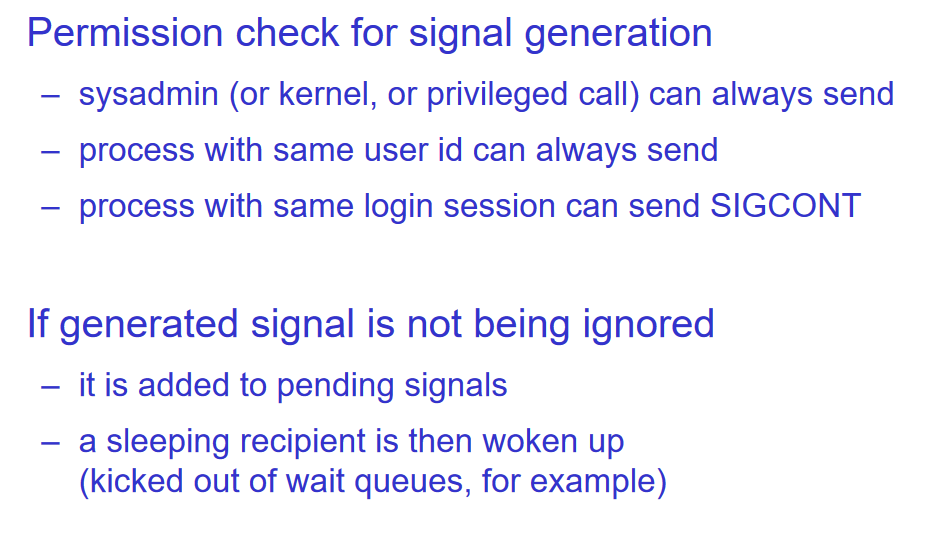 Permission check for signal generation
– sysadmin (or kernel, or privileged call) can always send
– process with same user id can always send
– process with same login session can send SIGCONT
If generated signal is not being ignored
– it is added to pending signals
– a sleeping recipient is then woken up
(kicked out of wait queues, for example)